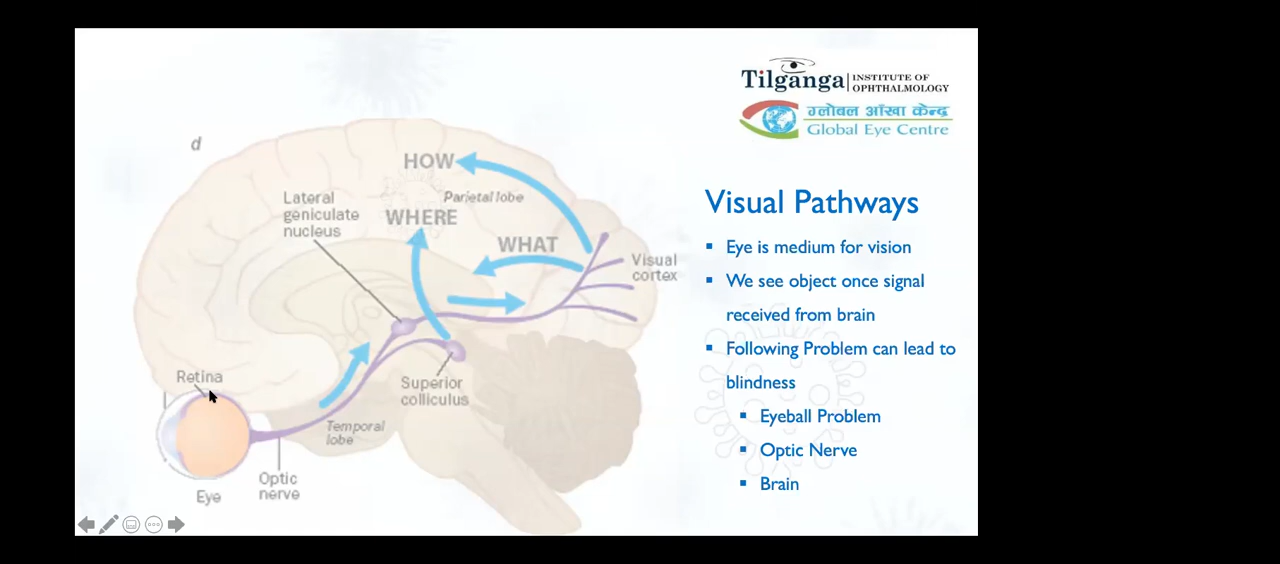 Tilganga INSTITUTE OF
OPHTHALMOLOGY
ग्लोबल आँखा केन्द्र
Global Eye Centre
d
HOW
Parietal lobe
Lateral
geniculate
nucleus
WHERE
WHAT
Visual
cortex
Retina
Superior
colliculus
Temporal
lobe
Optic
nerve
Eye
Visual Pathways
Eye is medium for vision
We see object once signal
received from brain
Following Problem can lead to
blindness
Eyeball Problem
Optic Nerve
Brain